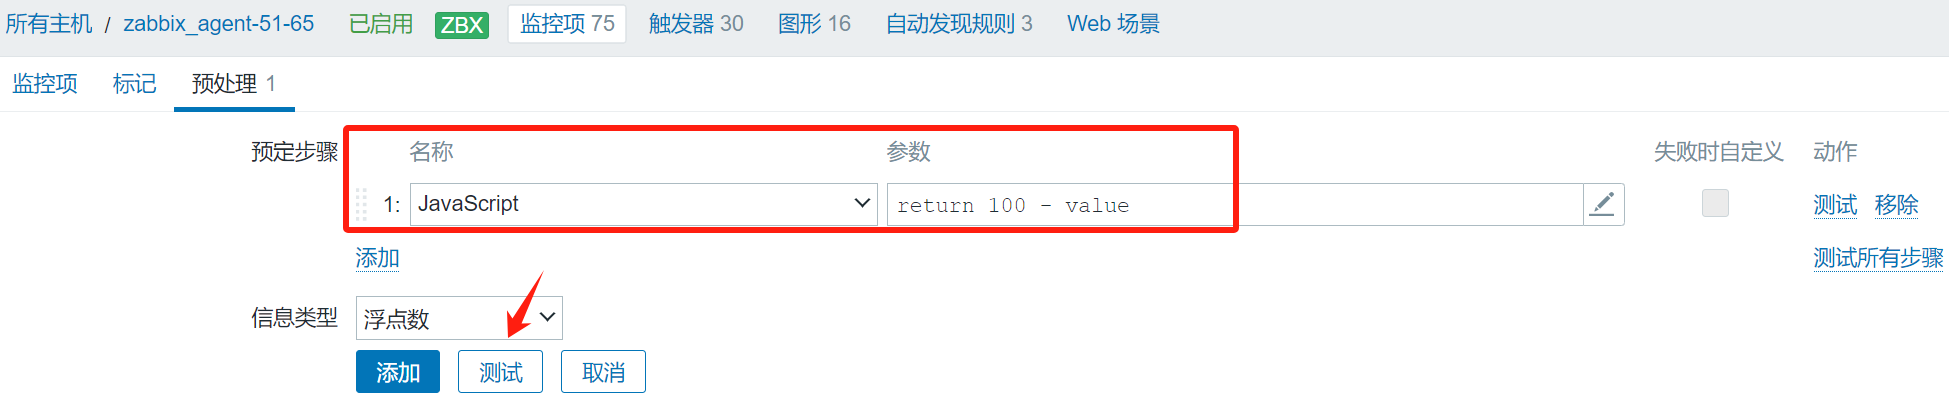 所有主机 / zabbix_agent-51-65 已启用 ZBX 监控项 75 触发器 30 图形 16 自动发现规则 3 Web 场景
监控项 标记 预处理 1
预定步骤 名称 参数 失败时自定义 动作
1: JavaScript return 100 - value 测试 移除
添加 测试所有步骤
信息类型 浮点数
添加 测试 取消